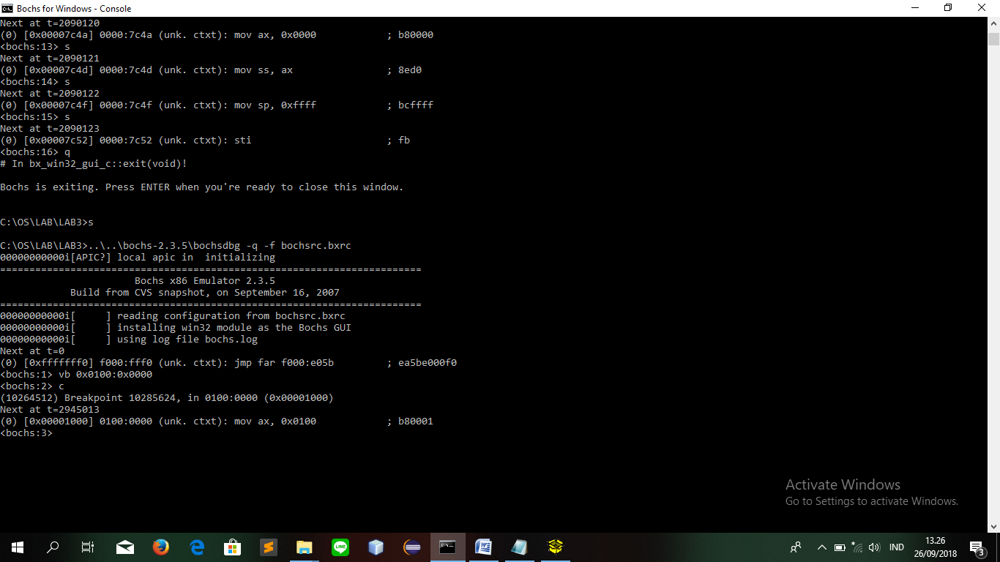 Bochs for Windows - Console
Next at t=2090120
(0) [0x00007c4a] 0000:7c4a (unk. ctxt): mov ax, 0x0000            ; b80000
<bochs:13> s
Next at t=2090121
(0) [0x00007c4d] 0000:7c4d (unk. ctxt): mov ss, ax                ; 8ed0
<bochs:14> s
Next at t=2090122
(0) [0x00007c4f] 0000:7c4f (unk. ctxt): mov sp, 0xffff            ; bcffff
<bochs:15> s
Next at t=2090123
(0) [0x00007c52] 0000:7c52 (unk. ctxt): sti                       ; fb
<bochs:16> q
# In bx_win32_gui_c::exit(void)!
Bochs is exiting. Press ENTER when you're ready to close this window.
C:\OS\LAB\LAB3>s
C:\OS\LAB\LAB3>..\..\bochs-2.3.5\bochsdbg -q -f bochsrc.bxrc
00000000000i[APIC?] local apic in  initializing
========================================================================
                       Bochs x86 Emulator 2.3.5
            Build from CVS snapshot, on September 16, 2007
========================================================================
00000000000i[     ] reading configuration from bochsrc.bxrc
00000000000i[     ] installing win32 module as the Bochs GUI
00000000000i[     ] using log file bochs.log
Next at t=0
(0) [0xfffffff0] f000:fff0 (unk. ctxt): jmp far f000:e05b         ; ea5be000f0
<bochs:1> vb 0x0100:0x0000
<bochs:2> c
(10264512) Breakpoint 10285624, in 0100:0000 (0x00001000)
Next at t=2945013
(0) [0x00001000] 0100:0000 (unk. ctxt): mov ax, 0x0100            ; b80001
<bochs:3>
Activate Windows
Go to Settings to activate Windows.
LINE
IND
13.26
26/09/2018
3